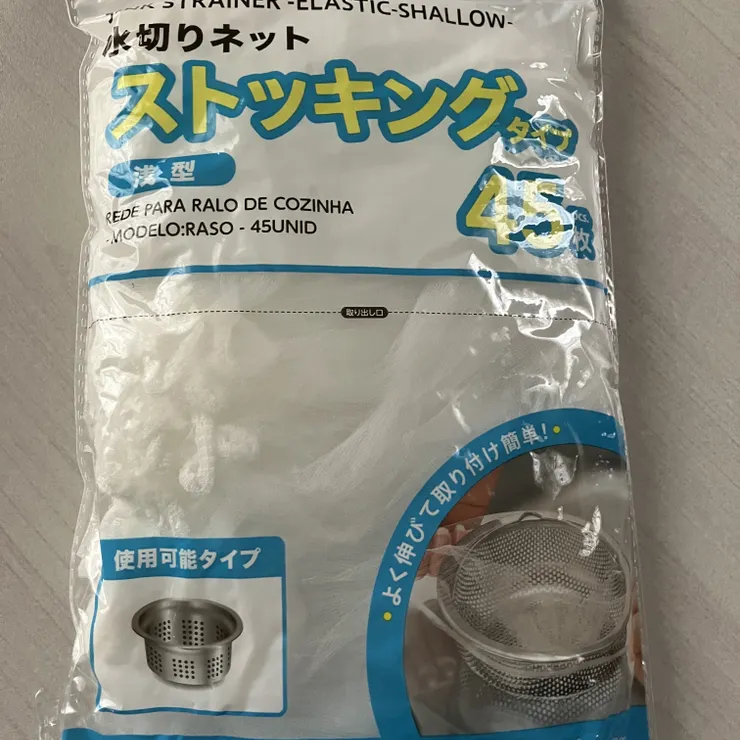 STRAINER -ELASTIC-SHALLOW-
水切りネット
ストッキング
タイプ
浅型
REDE PARA RALO DE COZINHA
-MODELO:RASO - 45UNID
45
pcs.
枚
取り出し口
よく伸びて取り付け簡単!
使用可能タイプ